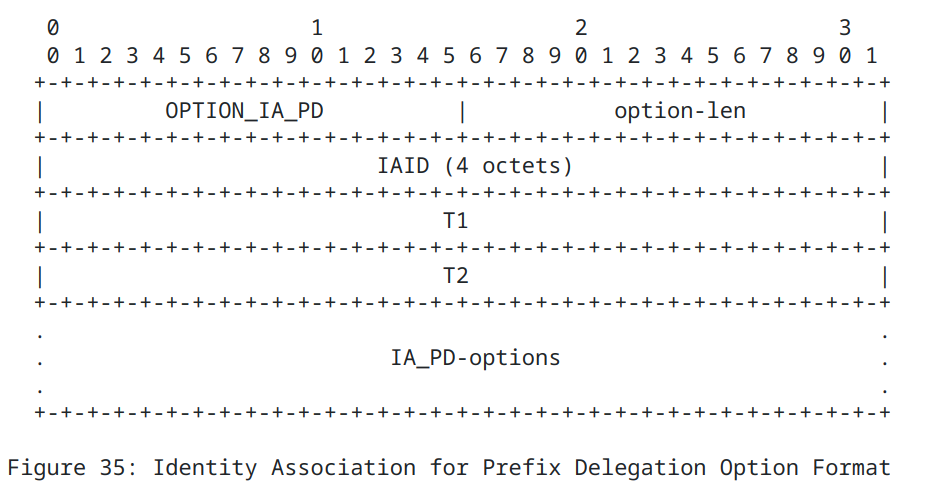 0                   1                   2                   3
 0 1 2 3 4 5 6 7 8 9 0 1 2 3 4 5 6 7 8 9 0 1 2 3 4 5 6 7 8 9 0 1
+-+-+-+-+-+-+-+-+-+-+-+-+-+-+-+-+-+-+-+-+-+-+-+-+-+-+-+-+-+-+-+-+
|         OPTION_IA_PD          |           option-len          |
+-+-+-+-+-+-+-+-+-+-+-+-+-+-+-+-+-+-+-+-+-+-+-+-+-+-+-+-+-+-+-+-+
|                         IAID (4 octets)                       |
+-+-+-+-+-+-+-+-+-+-+-+-+-+-+-+-+-+-+-+-+-+-+-+-+-+-+-+-+-+-+-+-+
|                              T1                               |
+-+-+-+-+-+-+-+-+-+-+-+-+-+-+-+-+-+-+-+-+-+-+-+-+-+-+-+-+-+-+-+-+
|                              T2                               |
+-+-+-+-+-+-+-+-+-+-+-+-+-+-+-+-+-+-+-+-+-+-+-+-+-+-+-+-+-+-+-+-+
.                                                               .
.                          IA_PD-options                        .
.                                                               .
+-+-+-+-+-+-+-+-+-+-+-+-+-+-+-+-+-+-+-+-+-+-+-+-+-+-+-+-+-+-+-+-+
Figure 35: Identity Association for Prefix Delegation Option Format